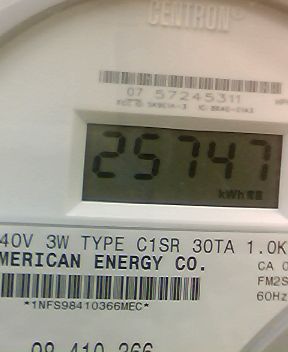 CENTRON®
07 57245311
25747
kWh
40V 3W TYPE C1SR 30TA 1.0K
MERICAN ENERGY CO.
CA 0
FM2S
60Hz
*1NFS98410366MEC*
98 410 366